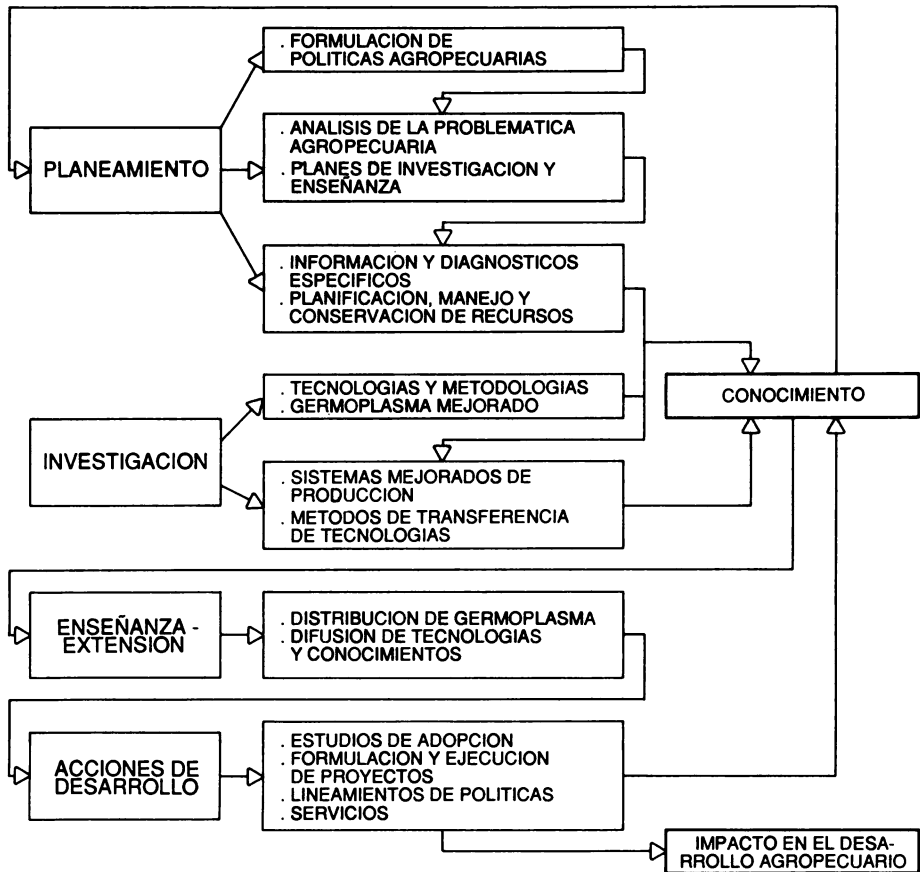 . FORMULACION DE
POLITICAS AGROPECUARIAS
PLANEAMIENTO
. ANALISIS DE LA PROBLEMATICA
AGROPECUARIA
. PLANES DE INVESTIGACION Y
ENSEÑANZA
. INFORMACION Y DIAGNOSTICOS
ESPECIFICOS
. PLANIFICACION, MANEJO Y
CONSERVACION DE RECURSOS
. TECNOLOGIAS Y METODOLOGIAS
. GERMOPLASMA MEJORADO
CONOCIMIENTO
INVESTIGACION
. SISTEMAS MEJORADOS DE
PRODUCCION
. METODOS DE TRANSFERENCIA
DE TECNOLOGIAS
ENSEÑANZA -
EXTENSION
. DISTRIBUCION DE GERMOPLASMA
. DIFUSION DE TECNOLOGIAS
Y CONOCIMIENTOS
ACCIONES DE
DESARROLLO
. ESTUDIOS DE ADOPCION
. FORMULACION Y EJECUCION
DE PROYECTOS
. LINEAMIENTOS DE POLITICAS
. SERVICIOS
IMPACTO EN EL DESA-
RROLLO AGROPECUARIO